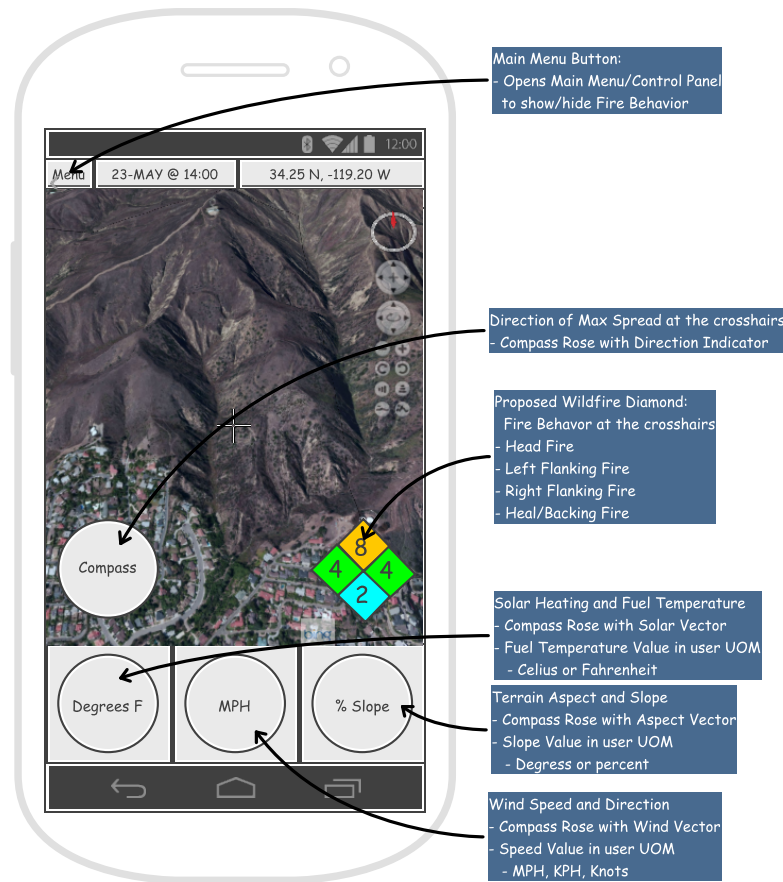 Main Menu Button:
- Opens Main Menu/Control Panel
to show/hide Fire Behavior
12:00
Menu
23-MAY @ 14:00
34.25 N, -119.20 W
Direction of Max Spread at the crosshairs
- Compass Rose with Direction Indicator
Proposed Wildfire Diamond:
Fire Behavor at the crosshairs
- Head Fire
- Left Flanking Fire
- Right Flanking Fire
- Heal/Backing Fire
Compass
8
4
4
2
Solar Heating and Fuel Temperature
- Compass Rose with Solar Vector
- Fuel Temperature Value in user UOM
- Celius or Fahrenheit
Degrees F
MPH
% Slope
Terrain Aspect and Slope
- Compass Rose with Aspect Vector
- Slope Value in user UOM
- Degress or percent
Wind Speed and Direction
- Compass Rose with Wind Vector
- Speed Value in user UOM
- MPH, KPH, Knots